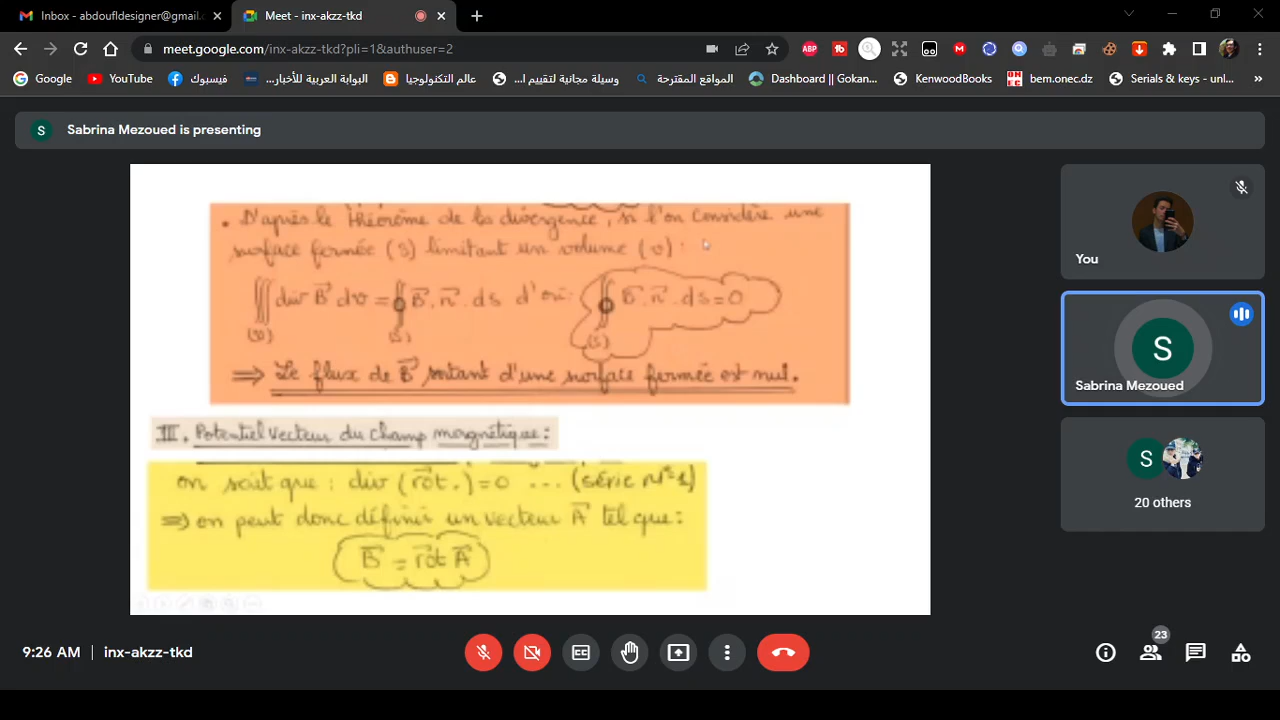 Inbox - abdoufldesigner@gmail.c
Meet - inx-akzz-tkd
meet.google.com/inx-akzz-tkd?pli=1&authuser=2
ABP
Google
YouTube
فيسبوك
البوابة العربية للأخبار...
عالم التكنولوجيا
وسيلة مجانية لتقييم ا...
المواقع المقترحة
Dashboard || Gokan...
KenwoodBooks
bem.onec.dz
Serials & keys - unl...
S
Sabrina Mezoued is presenting
• D'après le Théorème de la divergence, si l'on considère une
surface fermée (S) limitant un volume (v) :
∭ div B⃗ dv = ∯ B⃗ . n⃗ . ds d'où : ∯ B⃗ . n⃗ . ds = 0
(v) (S) (S)
⟹ Le flux de B⃗ sortant d'une surface fermée est nul.
III. Potentiel vecteur du champ magnétique :
on sait que : div (r⃗ot .) = 0 ... (série n°1)
⟹ on peut donc définir un vecteur A⃗ tel que :
B⃗ = r⃗ot A⃗
You
S
Sabrina Mezoued
S
20 others
9:26 AM | inx-akzz-tkd
23